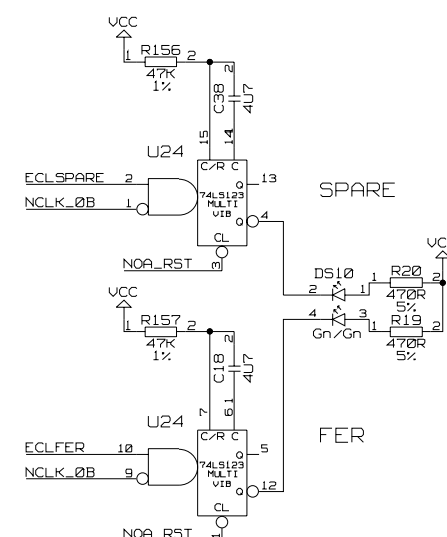 VCC
1 R156 2
47K
1%
2
C38
4U7
15
14
U24
C/R C
ECLSPARE 2
NCLK_0B 1
74LS123
MULTI
VIB
Q 13
Q 4
CL
NOA_RST 3
SPARE
VC
DS10
2 1
1 R20 2
470R
5%
4 3
Gn/Gn
1 R19 2
470R
5%
VCC
1 R157 2
47K
1%
2
C18
4U7
7
6 1
U24
C/R C
ECLFER 10
NCLK_0B 9
74LS123
MULTI
VIB
Q 5
Q 12
CL
NOA_RST
FER